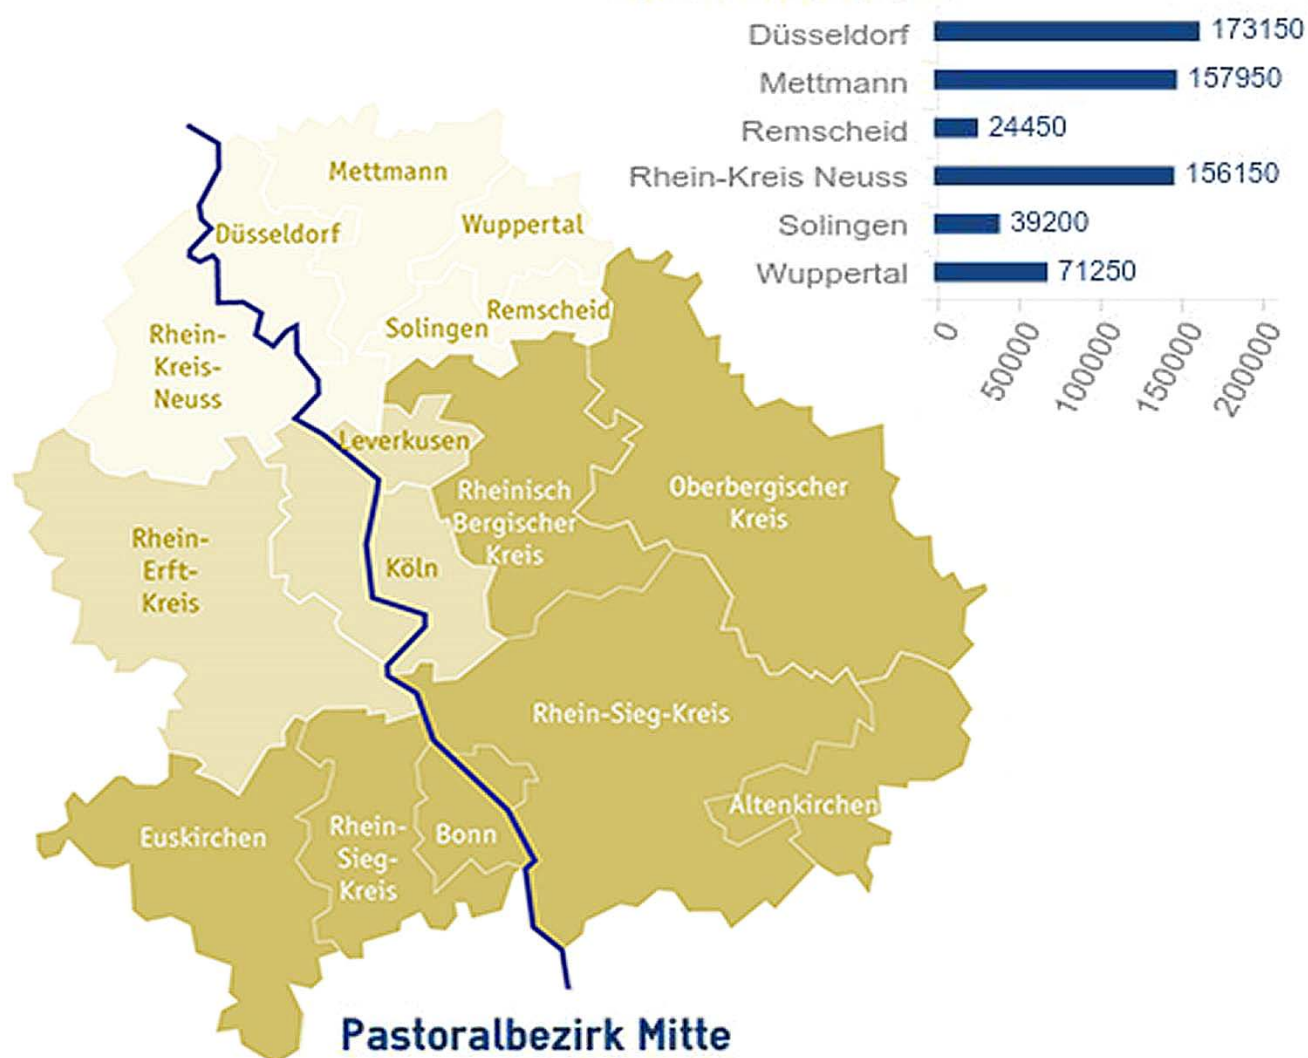 Düsseldorf 173150
Mettmann 157950
Remscheid 24450
Rhein-Kreis Neuss 156150
Solingen 39200
Wuppertal 71250
0 50000 100000 150000 200000
Mettmann
Düsseldorf
Wuppertal
Remscheid
Solingen
Rhein-
Kreis-
Neuss
Leverkusen
Rheinisch
Bergischer
Kreis
Oberbergischer
Kreis
Rhein-
Erft-
Kreis
Köln
Rhein-Sieg-Kreis
Altenkirchen
Euskirchen
Rhein-
Sieg-
Kreis
Bonn
Pastoralbezirk Mitte